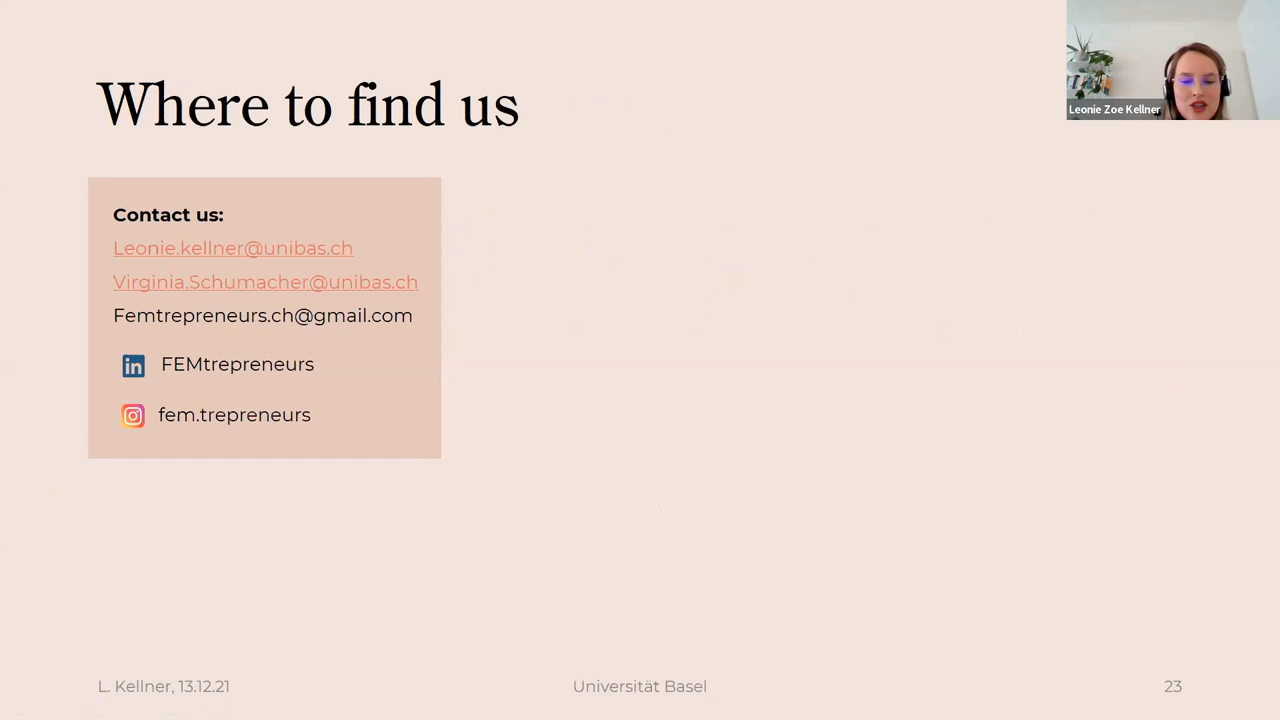 Where to find us
Leonie Zoe Kellner
Contact us:
Leonie.kellner@unibas.ch
Virginia.Schumacher@unibas.ch
Femtrepreneurs.ch@gmail.com
in FEMtrepreneurs
fem.trepreneurs
L. Kellner, 13.12.21
Universität Basel
23